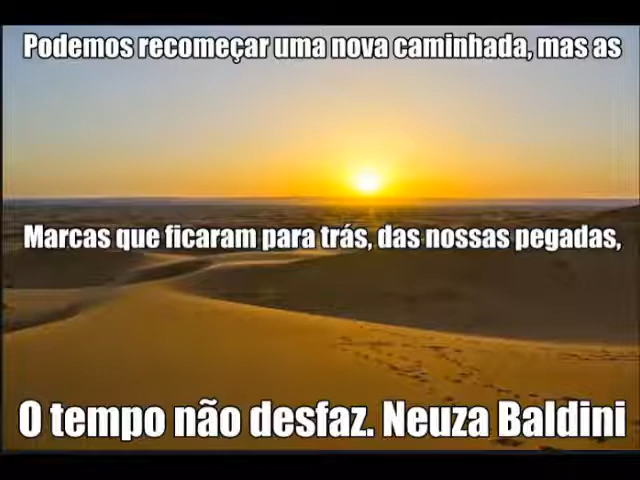 Podemos recomeçar uma nova caminhada, mas as
Marcas que ficaram para trás, das nossas pegadas,
O tempo não desfaz. Neuza Baldini